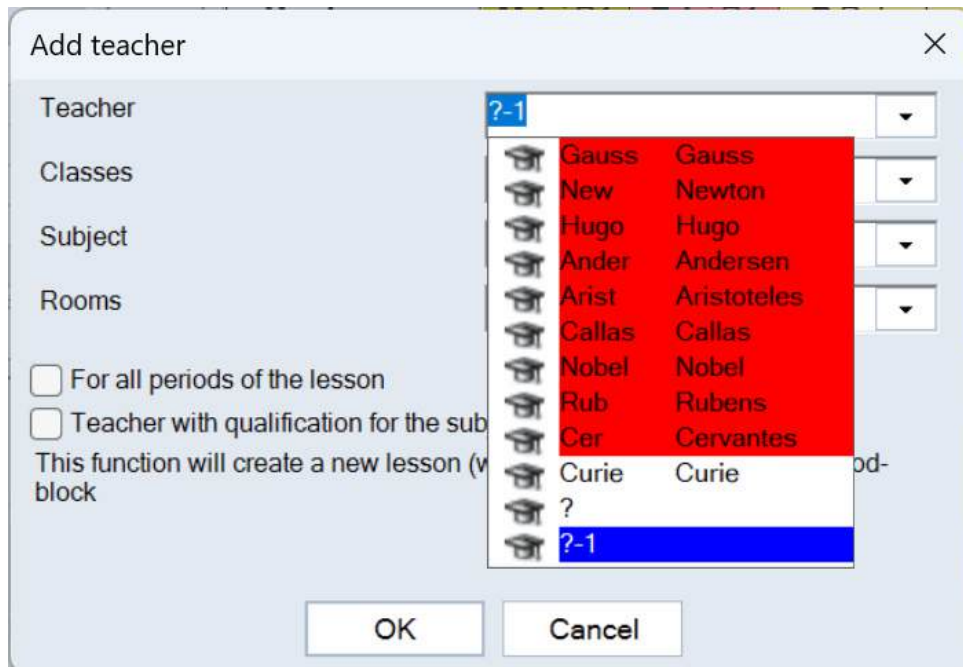 Add teacher
Teacher ?-1
Gauss Gauss
Classes
New Newton
Subject
Hugo Hugo
Ander Andersen
Rooms
Arist Aristoteles
Callas Callas
For all periods of the lesson
Nobel Nobel
Teacher with qualification for the sub
Rub Rubens
Cer Cervantes
This function will create a new lesson (w
Curie Curie
od-
block
?
?-1
OK Cancel